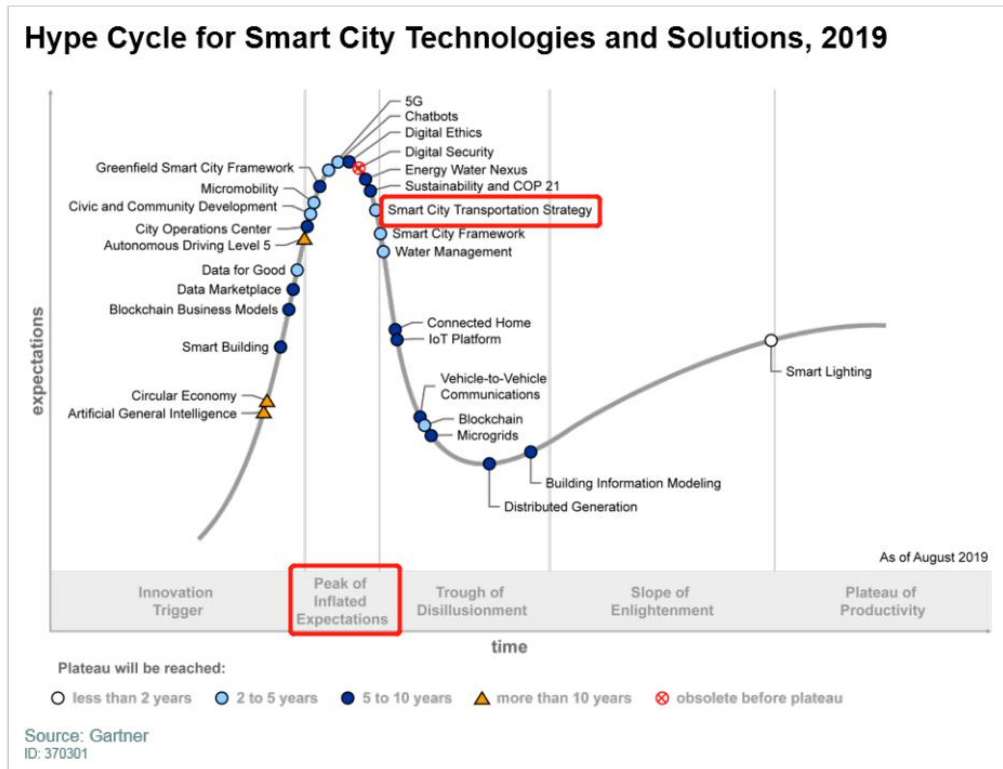 Hype Cycle for Smart City Technologies and Solutions, 2019
expectations
5G
Chatbots
Digital Ethics
Digital Security
Energy Water Nexus
Sustainability and COP 21
Smart City Transportation Strategy
Smart City Framework
Water Management
Greenfield Smart City Framework
Micromobility
Civic and Community Development
City Operations Center
Autonomous Driving Level 5
Data for Good
Data Marketplace
Blockchain Business Models
Smart Building
Circular Economy
Artificial General Intelligence
Connected Home
IoT Platform
Vehicle-to-Vehicle
Communications
Blockchain
Microgrids
Building Information Modeling
Distributed Generation
Smart Lighting
As of August 2019
Innovation
Trigger
Peak of
Inflated
Expectations
Trough of
Disillusionment
Slope of
Enlightenment
Plateau of
Productivity
time
Plateau will be reached:
less than 2 years
2 to 5 years
5 to 10 years
more than 10 years
obsolete before plateau
Source: Gartner
ID: 370301